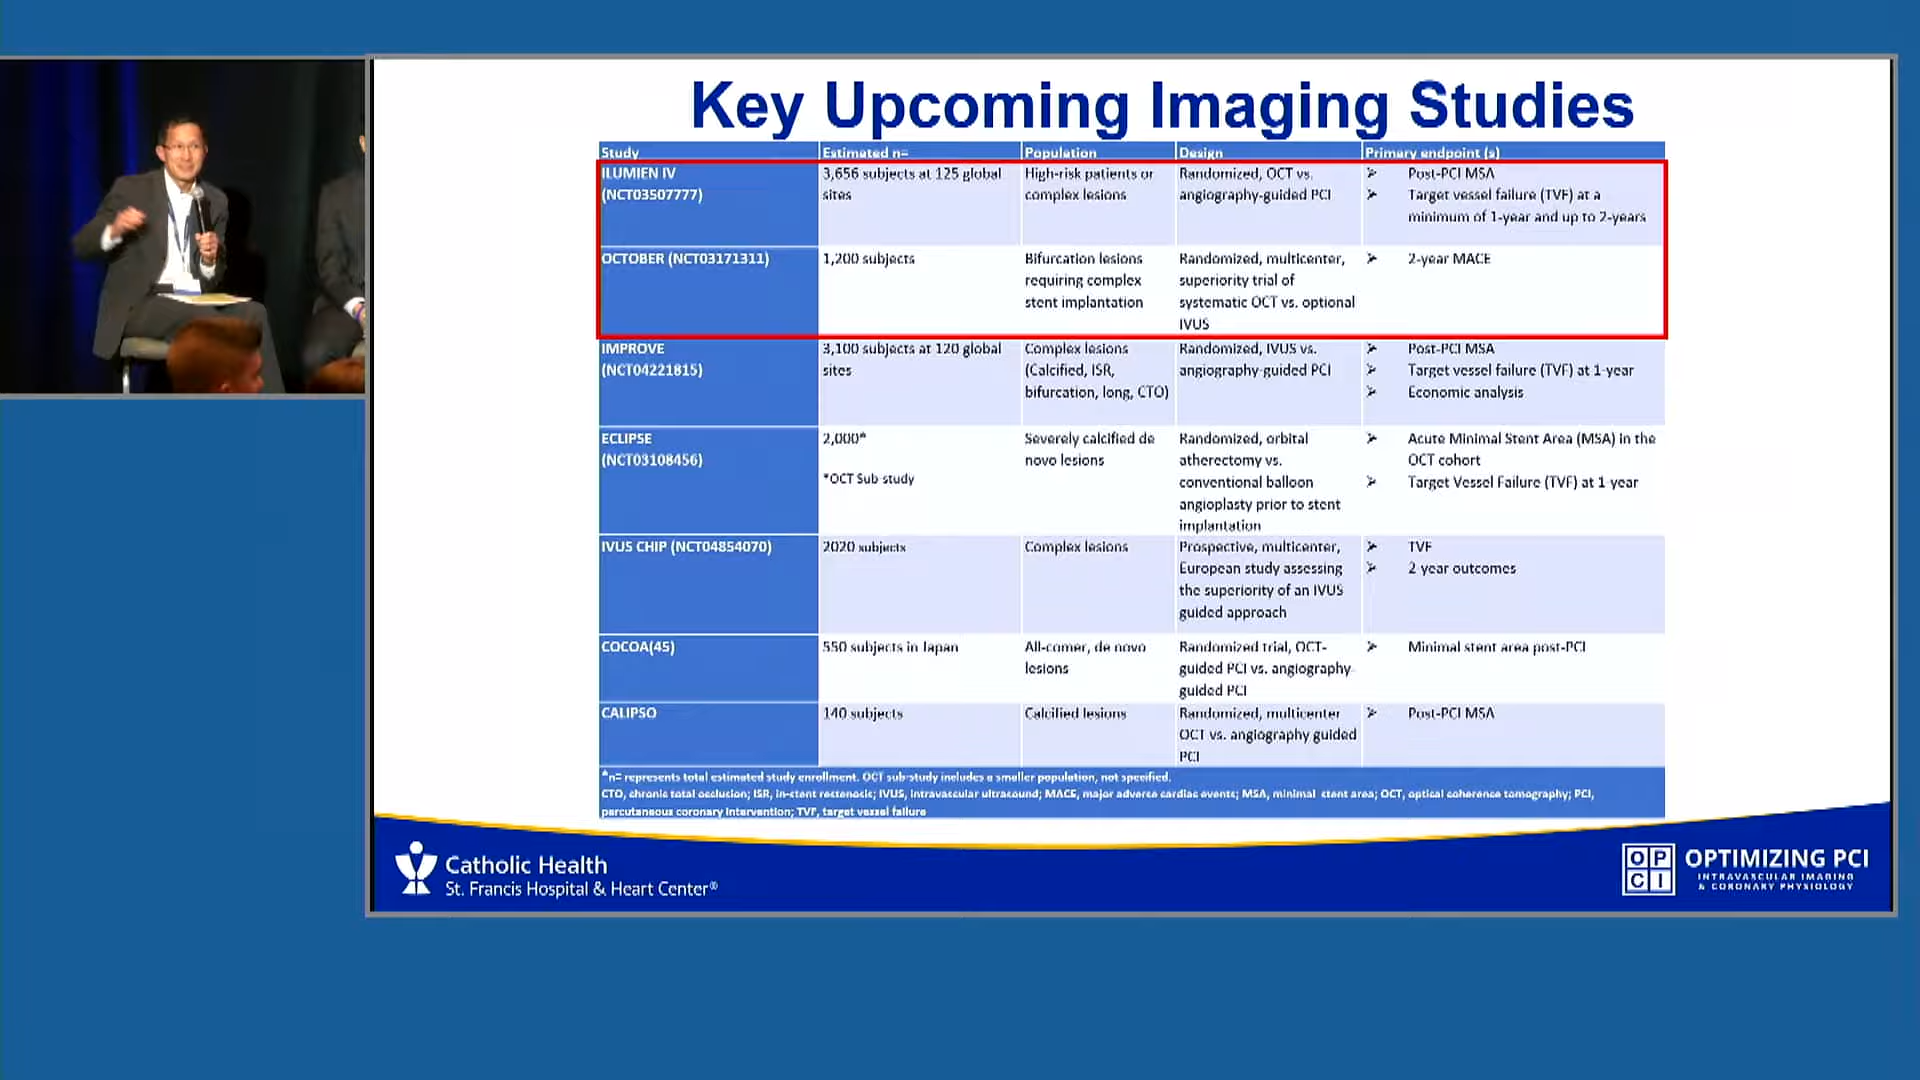 Key Upcoming Imaging Studies
Study Estimated n= Population Design Primary endpoint (s)
ILUMIEN IV
(NCT03507777)
3,656 subjects at 125 global
sites
High-risk patients or
complex lesions
Randomized, OCT vs.
angiography-guided PCI
➢ Post-PCI MSA
➢ Target vessel failure (TVF) at a
minimum of 1-year and up to 2-years
OCTOBER (NCT03171311)
1,200 subjects
Bifurcation lesions
requiring complex
stent implantation
Randomized, multicenter,
superiority trial of
systematic OCT vs. optional
IVUS
➢ 2-year MACE
IMPROVE
(NCT04221815)
3,100 subjects at 120 global
sites
Complex lesions
(Calcified, ISR,
bifurcation, long, CTO)
Randomized, IVUS vs.
angiography-guided PCI
➢ Post-PCI MSA
➢ Target vessel failure (TVF) at 1-year
➢ Economic analysis
ECLIPSE
(NCT03108456)
2,000*
*OCT Sub-study
Severely calcified de
novo lesions
Randomized, orbital
atherectomy vs.
conventional balloon
angioplasty prior to stent
implantation
➢ Acute Minimal Stent Area (MSA) in the
OCT cohort
➢ Target Vessel Failure (TVF) at 1-year
IVUS CHIP (NCT04854070)
2020 subjects
Complex lesions
Prospective, multicenter,
European study assessing
the superiority of an IVUS
guided approach
➢ TVF
➢ 2 year outcomes
COCOA(45)
550 subjects in Japan
All-comer, de novo
lesions
Randomized trial, OCT-
guided PCI vs. angiography-
guided PCI
➢ Minimal stent area post-PCI
CALIPSO
140 subjects
Calcified lesions
Randomized, multicenter
OCT vs. angiography guided
PCI
➢ Post-PCI MSA
*n= represents total estimated study enrollment. OCT sub-study includes a smaller population, not specified.
CTO, chronic total occlusion; ISR, in-stent restenosis; IVUS, intravascular ultrasound; MACE, major adverse cardiac events; MSA, minimal stent area; OCT, optical coherence tomography; PCI,
percutaneous coronary intervention; TVF, target vessel failure
Catholic Health
St. Francis Hospital & Heart Center®
OP
CI
OPTIMIZING PCI
INTRAVASCULAR IMAGING
& CORONARY PHYSIOLOGY